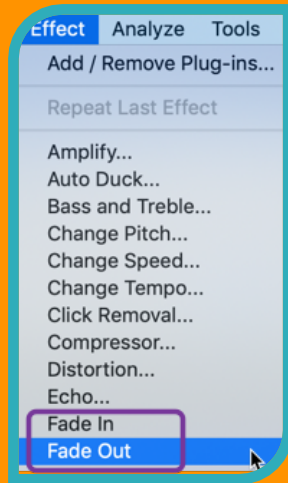 Effect Analyze Tools
Add / Remove Plug-ins...
Repeat Last Effect
Amplify...
Auto Duck...
Bass and Treble...
Change Pitch...
Change Speed...
Change Tempo...
Click Removal...
Compressor...
Distortion...
Echo...
Fade In
Fade Out